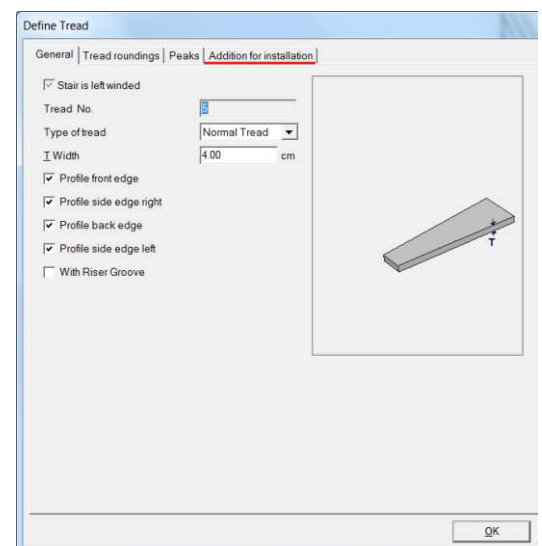 Define Tread
General Tread roundings Peaks Addition for installation
Stair is left winded
Tread No. 5
Type of tread Normal Tread
T Width 4.00 cm
Profile front edge
Profile side edge right
Profile back edge
Profile side edge left
With Riser Groove
T
OK